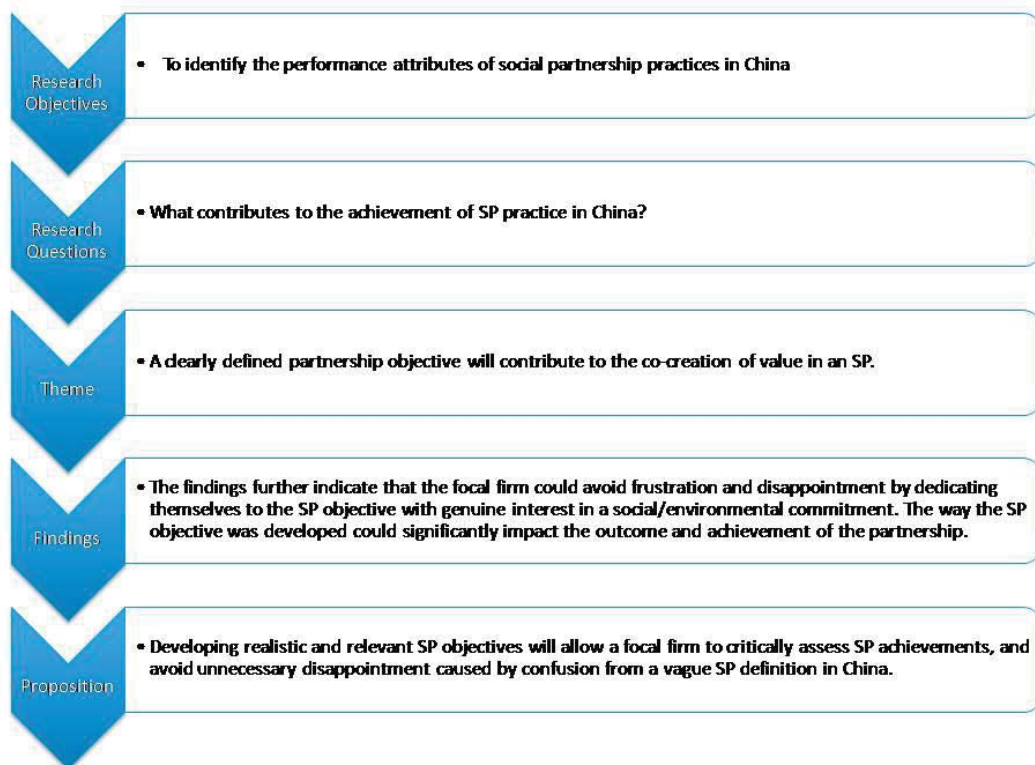 Research
Objectives
• To identify the performance attributes of social partnership practices in China
Research
Questions
• What contributes to the achievement of SP practice in China?
Theme
• A clearly defined partnership objective will contribute to the co-creation of value in an SP.
Findings
• The findings further indicate that the focal firm could avoid frustration and disappointment by dedicating
themselves to the SP objective with genuine interest in a social/environmental commitment. The way the SP
objective was developed could significantly impact the outcome and achievement of the partnership.
Proposition
• Developing realistic and relevant SP objectives will allow a focal firm to critically assess SP achievements, and
avoid unnecessary disappointment caused by confusion from a vague SP definition in China.